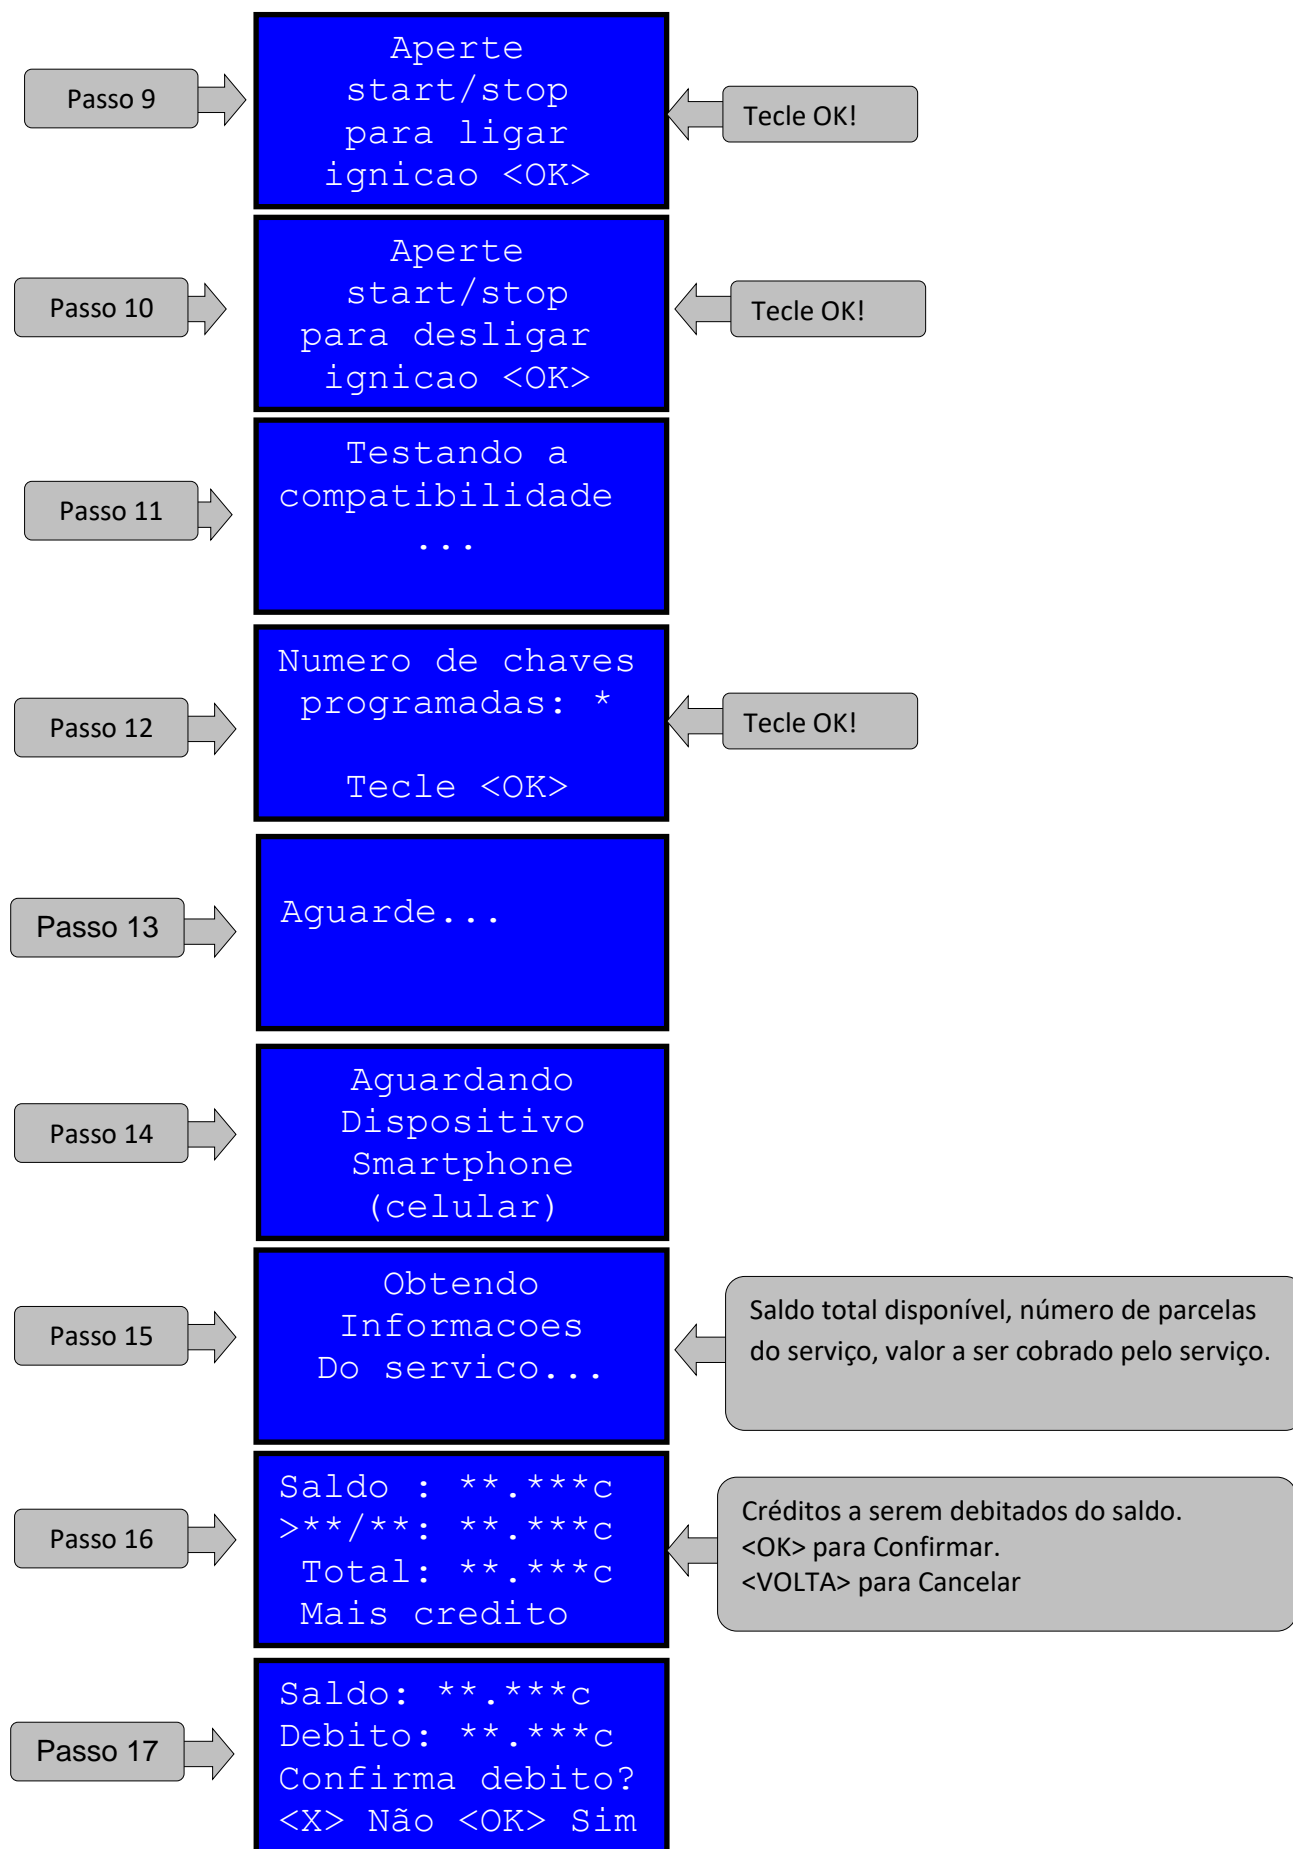 Passo 9
Aperte
start/stop
para ligar
ignicao <OK>
Tecle OK!
Passo 10
Aperte
start/stop
para desligar
ignicao <OK>
Tecle OK!
Passo 11
Testando a
compatibilidade
...
Passo 12
Numero de chaves
programadas: *
Tecle <OK>
Tecle OK!
Passo 13
Aguarde...
Passo 14
Aguardando
Dispositivo
Smartphone
(celular)
Passo 15
Obtendo
Informacoes
Do servico...
Saldo total disponível, número de parcelas
do serviço, valor a ser cobrado pelo serviço.
Passo 16
Saldo : **.***c
>**/**: **.***c
Total: **.***c
Mais credito
Créditos a serem debitados do saldo.
<OK> para Confirmar.
<VOLTA> para Cancelar
Passo 17
Saldo: **.***c
Debito: **.***c
Confirma debito?
<X> Não <OK> Sim